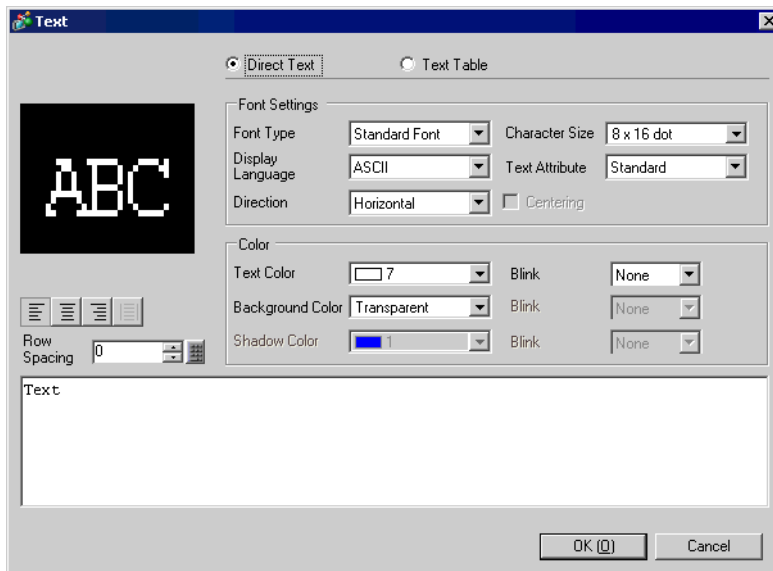 Text
Direct Text Text Table
Font Settings
Font Type Standard Font Character Size 8 x 16 dot
Display Language ASCII Text Attribute Standard
Direction Horizontal Centering
ABC
Color
Text Color 7 Blink None
Background Color Transparent Blink None
Shadow Color 1 Blink None
Row Spacing 0
Text
OK (O) Cancel